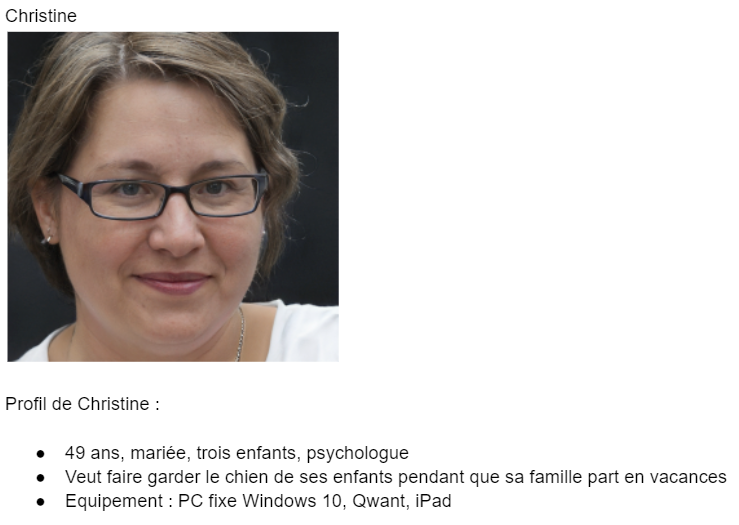 Christine
Profil de Christine :
● 49 ans, mariée, trois enfants, psychologue
● Veut faire garder le chien de ses enfants pendant que sa famille part en vacances
● Equipement : PC fixe Windows 10, Qwant, iPad